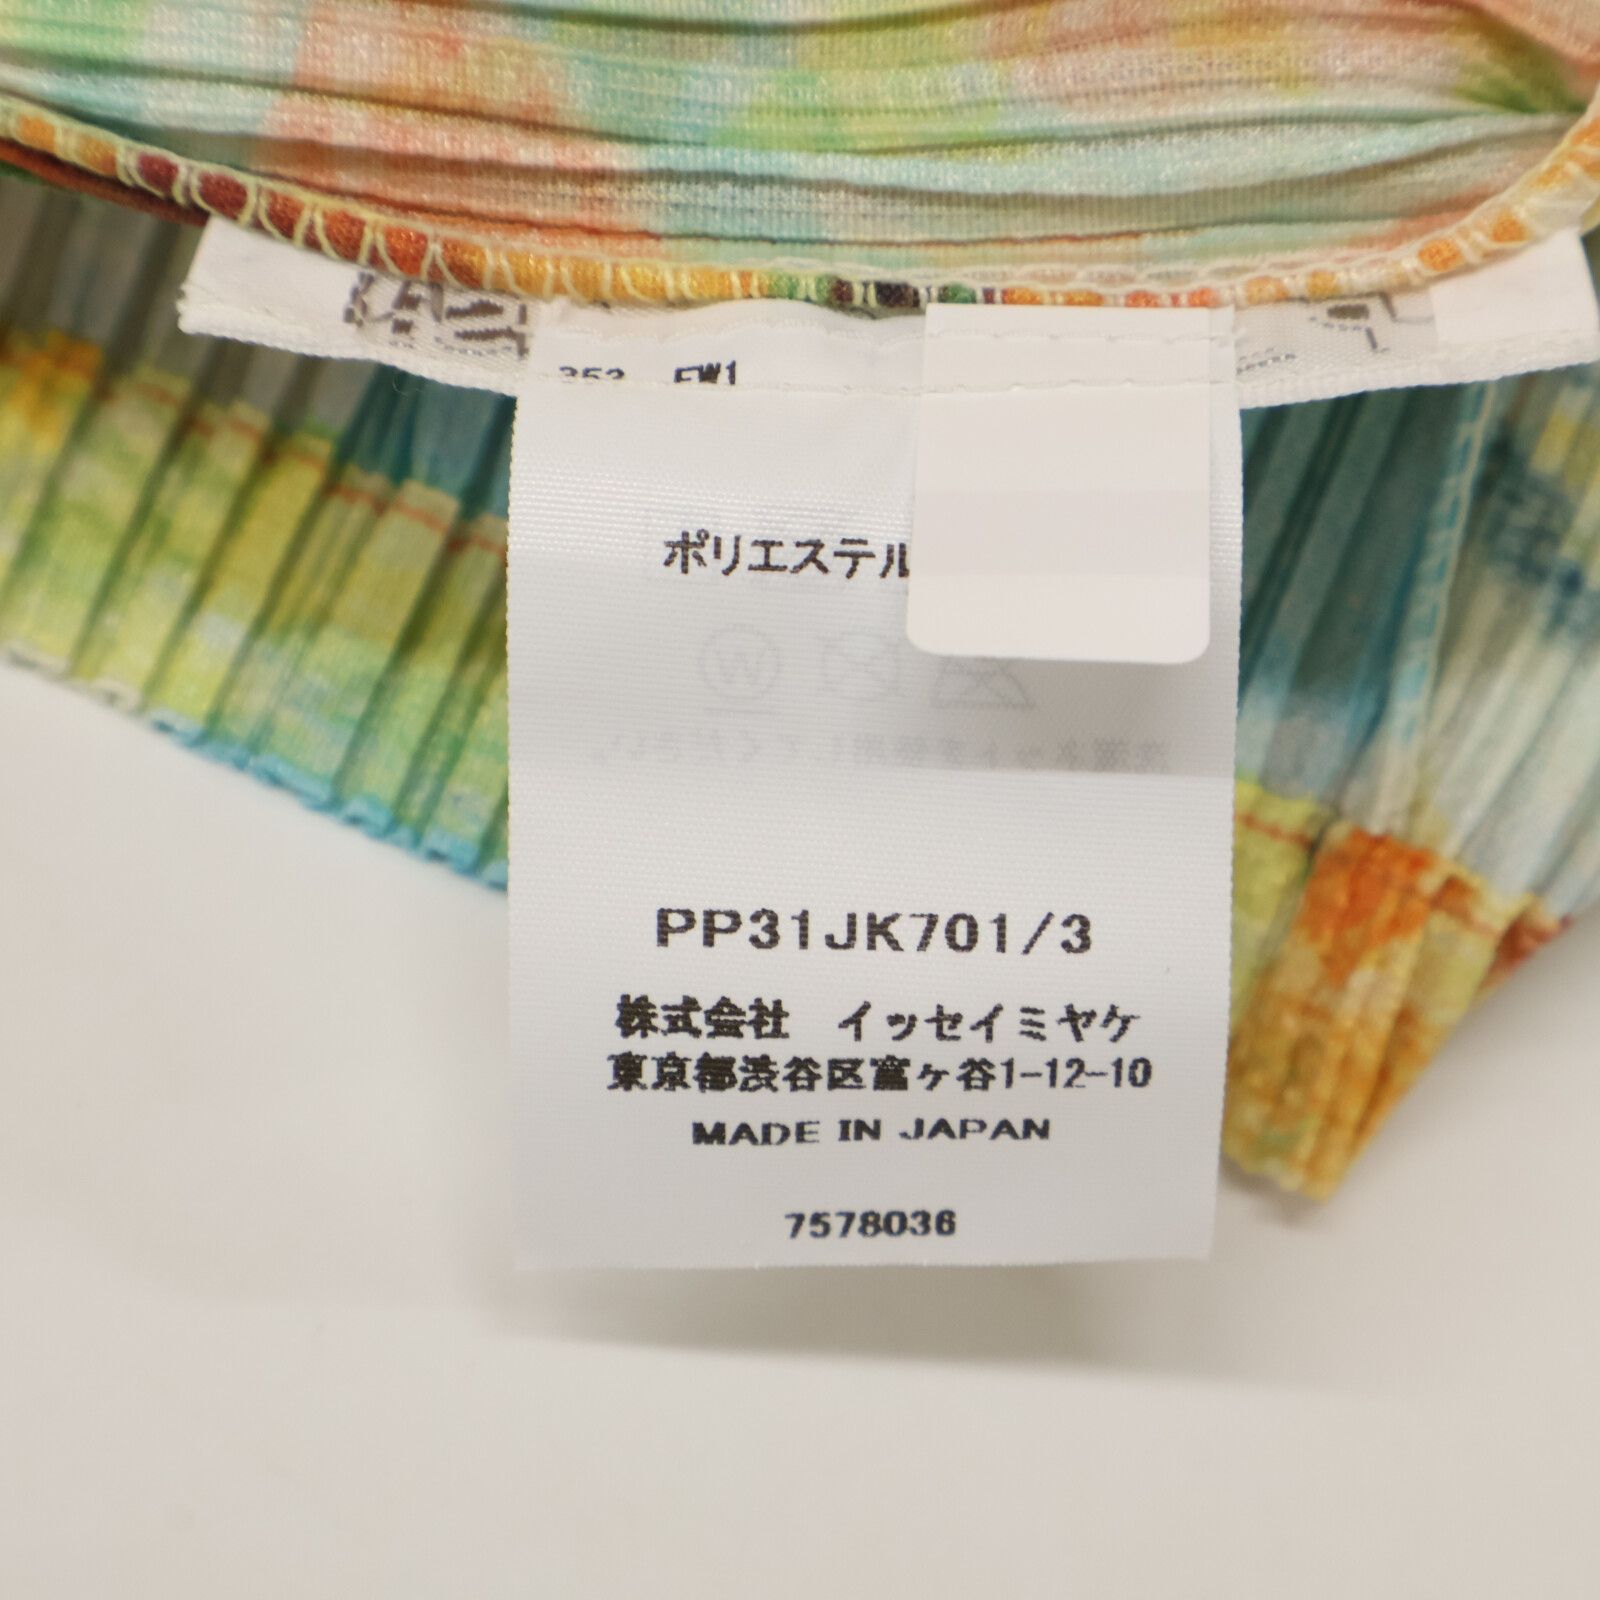 ポリエステル
PP31JK701/3
株式会社 イッセイミヤケ
東京都渋谷区富ヶ谷1-12-10
MADE IN JAPAN
7578036